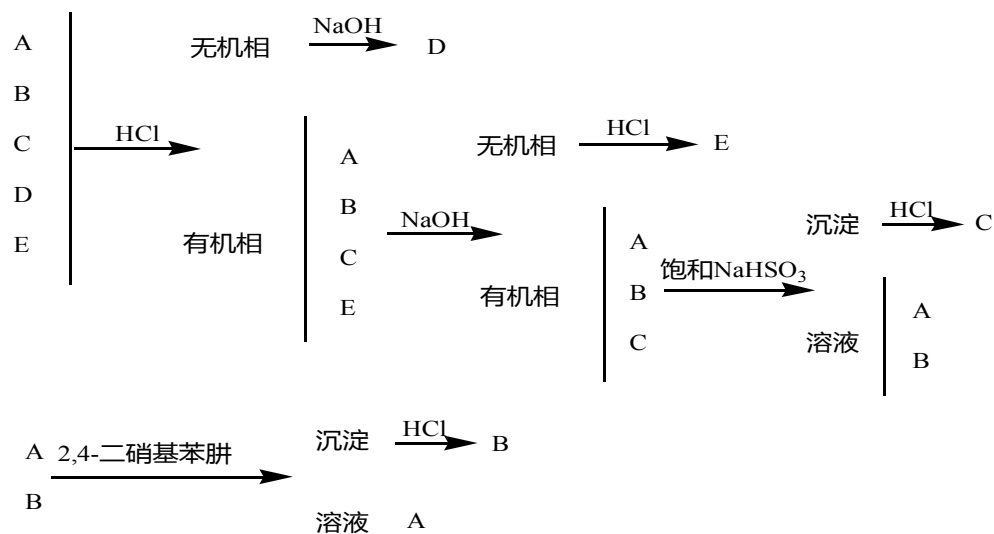 A
B
C
D
E
HCl
无机相 NaOH D
有机相
A
B
C
E
NaOH
无机相 HCl E
有机相
A
B
C
饱和NaHSO₃
沉淀 HCl C
溶液
A
B
A
B
2,4-二硝基苯肼
沉淀 HCl B
溶液 A